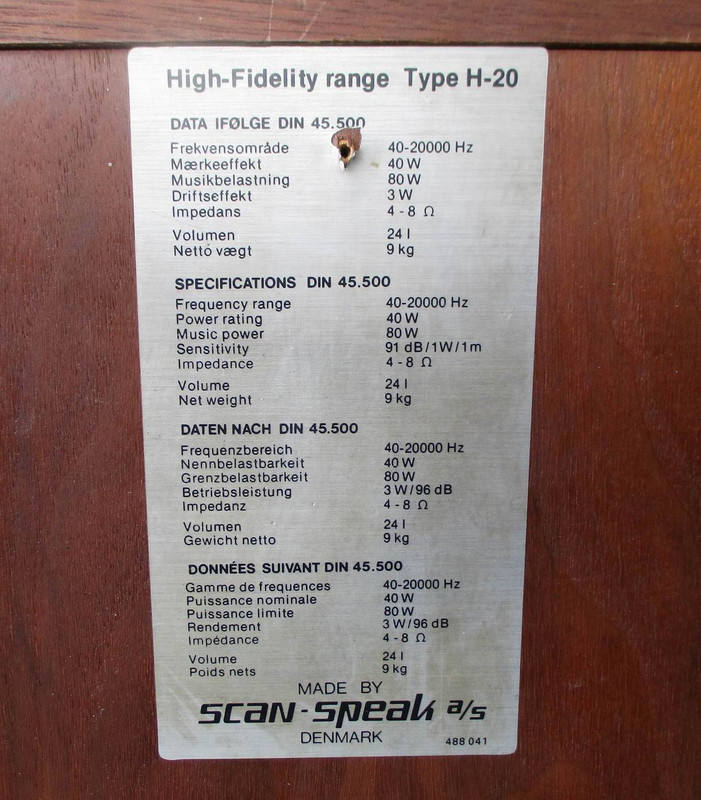 High-Fidelity range Type H-20
DATA IFØLGE DIN 45.500
Frekvensområde 40-20000 Hz
Mærkeeffekt 40 W
Musikbelastning 80 W
Driftseffekt 3 W
Impedans 4 - 8 Ω
Volumen 24 l
Netto vægt 9 kg
SPECIFICATIONS DIN 45.500
Frequency range 40-20000 Hz
Power rating 40 W
Music power 80 W
Sensitivity 91 dB/1W/1m
Impedance 4 - 8 Ω
Volume 24 l
Net weight 9 kg
DATEN NACH DIN 45.500
Frequenzbereich 40-20000 Hz
Nennbelastbarkeit 40 W
Grenzbelastbarkeit 80 W
Betriebsleistung 3 W/96 dB
Impedanz 4 - 8 Ω
Volumen 24 l
Gewicht netto 9 kg
DONNÉES SUIVANT DIN 45.500
Gamme de frequences 40-20000 Hz
Puissance nominale 40 W
Puissance limite 80 W
Rendement 3 W/96 dB
Impédance 4 - 8 Ω
Volume 24 l
Poids nets 9 kg
MADE BY
scan-speak a/s
DENMARK 488 041